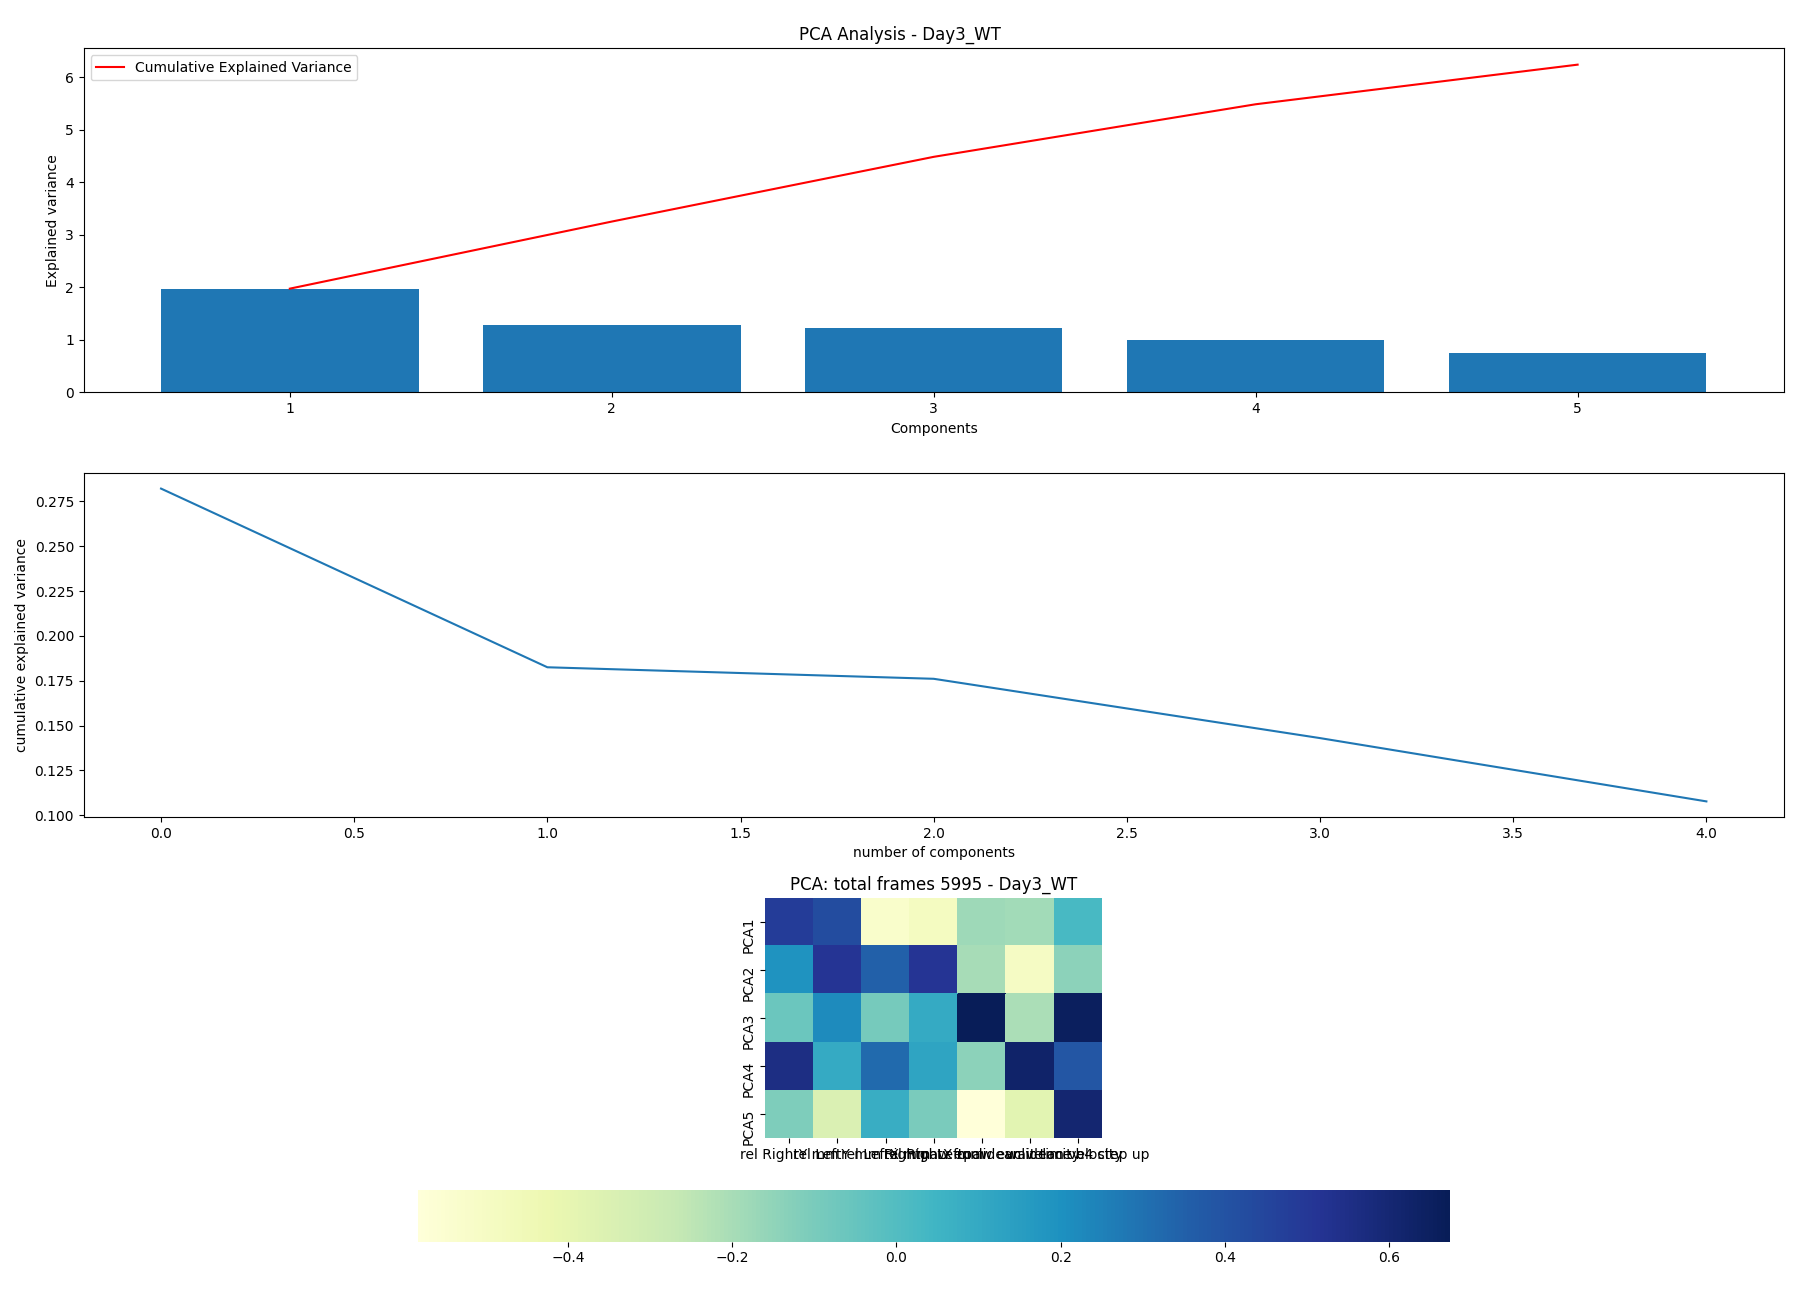 PCA Analysis - Day3_WT
Cumulative Explained Variance
6
5
4
3
2
1
0
Explained variance
1 2 3 4 5
Components
0.275
0.250
0.225
0.200
0.175
0.150
0.125
0.100
cumulative explained variance
0.0 0.5 1.0 1.5 2.0 2.5 3.0 3.5 4.0
number of components
PCA: total frames 5995 - Day3_WT
PCA1
PCA2
PCA3
PCA4
PCA5
rel Right step up
−0.4 −0.2 0.0 0.2 0.4 0.6